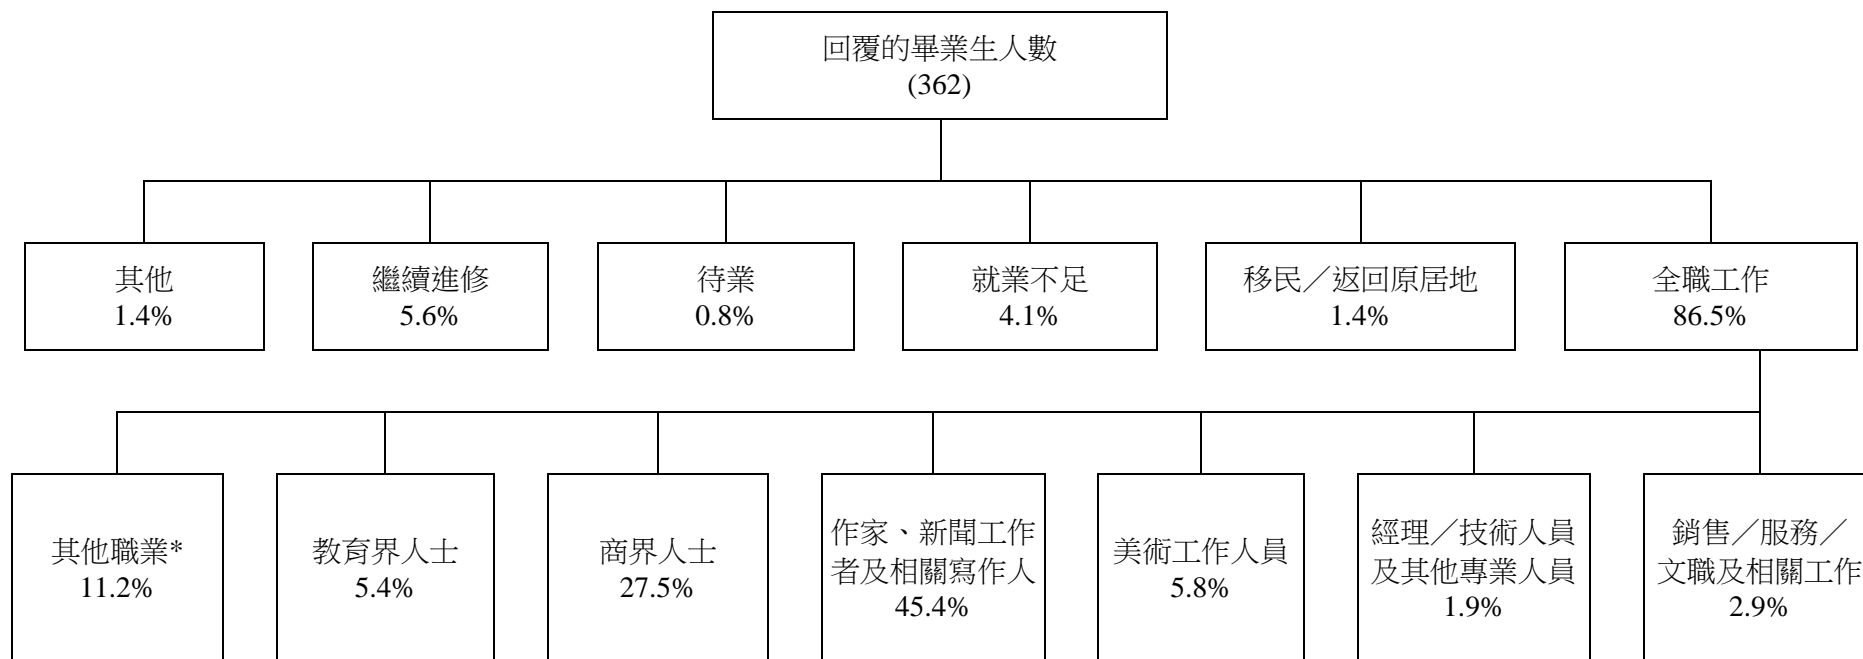 回覆的畢業生人數
(362)
其他
1.4%
繼續進修
5.6%
待業
0.8%
就業不足
4.1%
移民／返回原居地
1.4%
全職工作
86.5%
其他職業*
11.2%
教育界人士
5.4%
商界人士
27.5%
作家、新聞工作
者及相關寫作人
45.4%
美術工作人員
5.8%
經理／技術人員
及其他專業人員
1.9%
銷售／服務／
文職及相關工作
2.9%